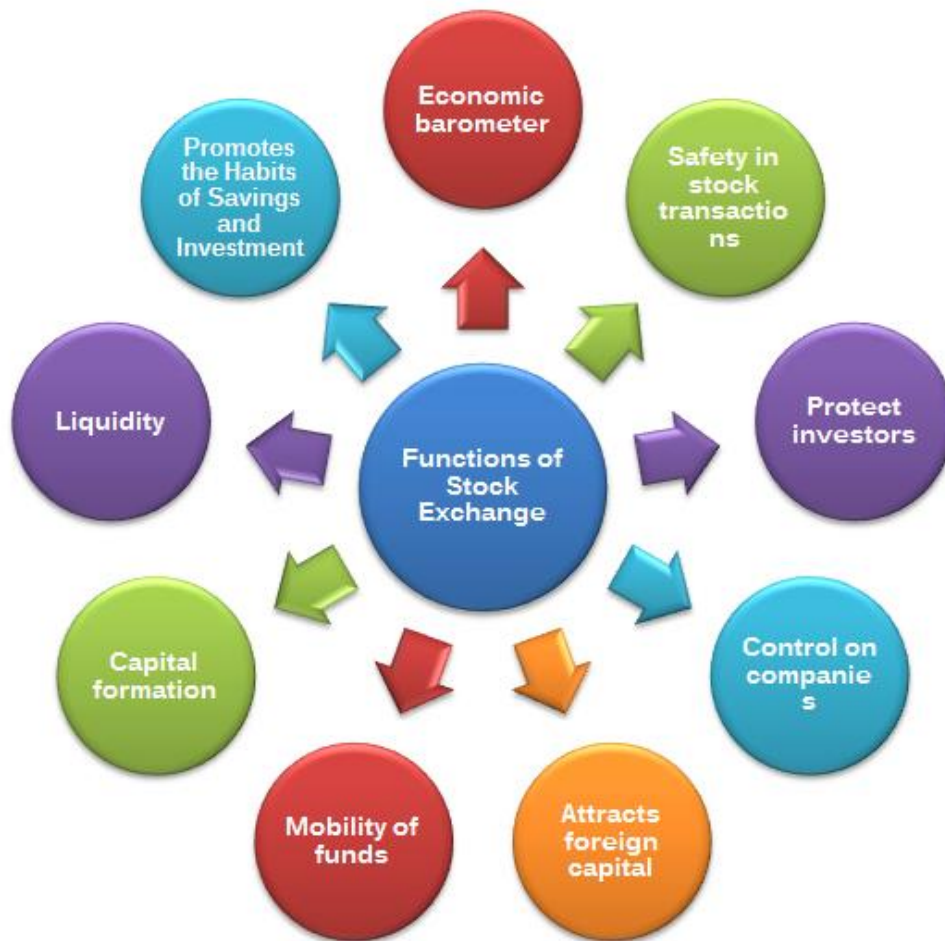 Economic
barometer
Safety in
stock
transactio
ns
Protect
investors
Control on
companie
s
Attracts
foreign
capital
Mobility of
funds
Capital
formation
Liquidity
Promotes
the Habits
of Savings
and
Investment
Functions of
Stock
Exchange